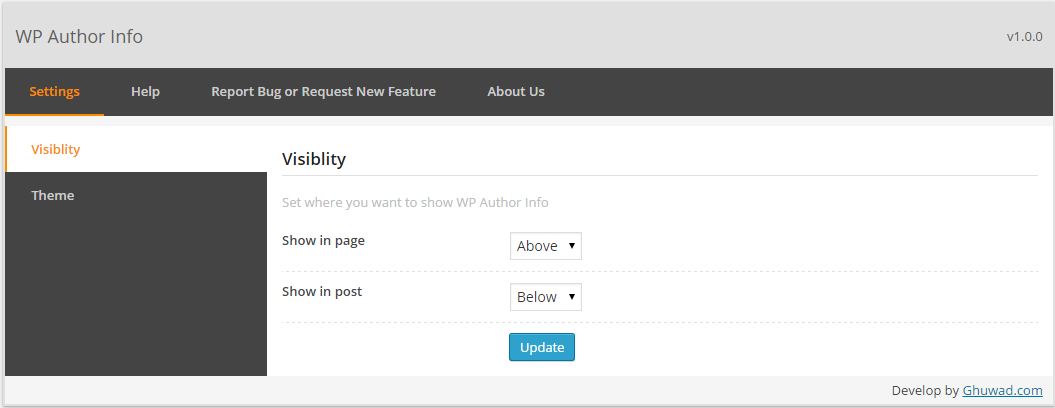 WP Author Info
v1.0.0
Settings Help Report Bug or Request New Feature About Us
Visiblity
Theme
Visiblity
Set where you want to show WP Author Info
Show in page Above
Show in post Below
Update
Develop by Ghuwad.com